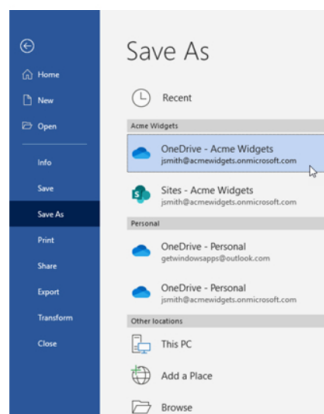 Save As
Home
New
Open
Info
Save
Save As
Print
Share
Export
Transform
Close
Recent
Acme Widgets
OneDrive - Acme Widgets
jsmith@acmewidgets.onmicrosoft.com
Sites - Acme Widgets
jsmith@acmewidgets.onmicrosoft.com
Personal
OneDrive - Personal
getwindowsapps@outlook.com
OneDrive - Personal
jsmith@acmewidgets.onmicrosoft.com
Other locations
This PC
Add a Place
Browse